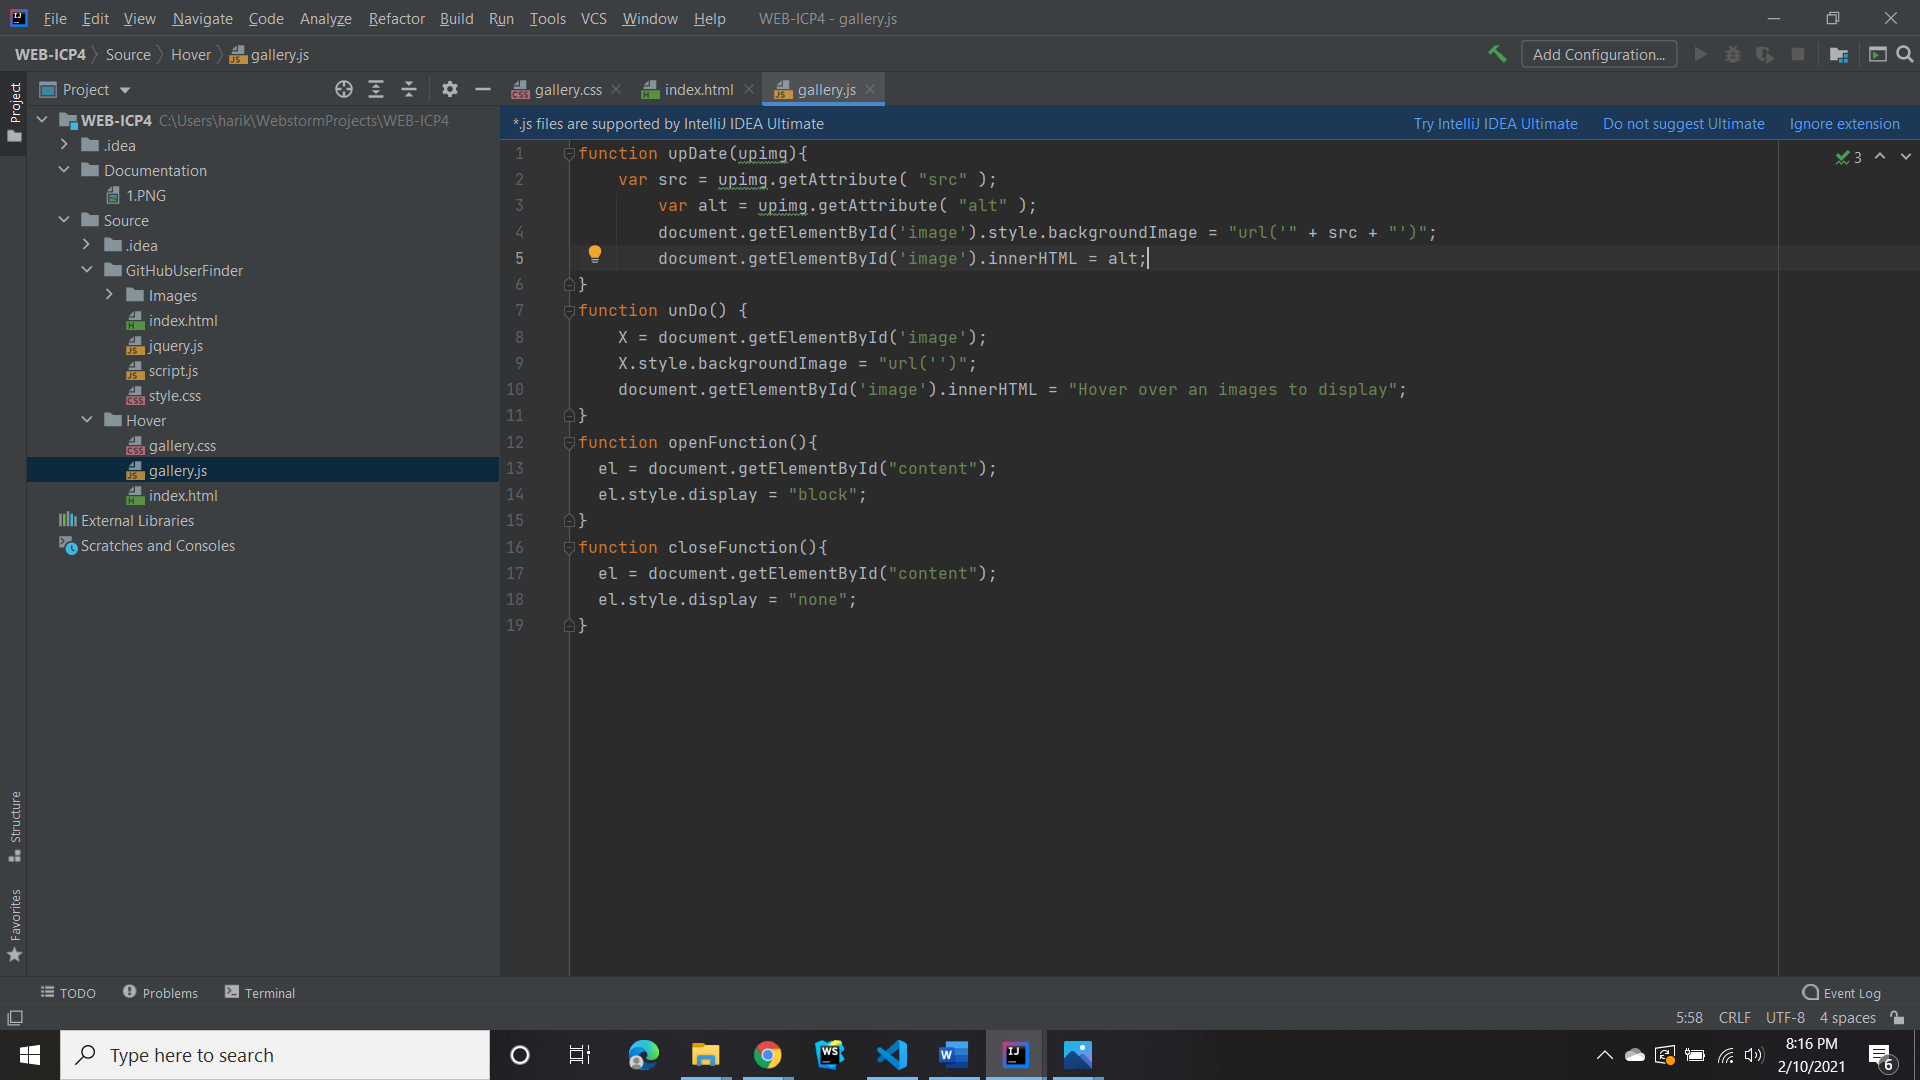 File Edit View Navigate Code Analyze Refactor Build Run Tools VCS Window Help WEB-ICP4 - gallery.js
WEB-ICP4 Source Hover gallery.js Add Configuration...
Project gallery.css index.html gallery.js
Project
WEB-ICP4 C:\Users\harik\WebstormProjects\WEB-ICP4
.idea
Documentation
1.PNG
Source
.idea
GitHubUserFinder
Images
index.html
jquery.js
script.js
style.css
Hover
gallery.css
gallery.js
index.html
External Libraries
Scratches and Consoles
*.js files are supported by IntelliJ IDEA Ultimate Try IntelliJ IDEA Ultimate Do not suggest Ultimate Ignore extension
3
1 function upDate(upimg){
2 var src = upimg.getAttribute( "src" );
3 var alt = upimg.getAttribute( "alt" );
4 document.getElementById('image').style.backgroundImage = "url('" + src + "')";
5 document.getElementById('image').innerHTML = alt;
6 }
7 function unDo() {
8 X = document.getElementById('image');
9 X.style.backgroundImage = "url('')";
10 document.getElementById('image').innerHTML = "Hover over an images to display";
11 }
12 function openFunction(){
13 el = document.getElementById("content");
14 el.style.display = "block";
15 }
16 function closeFunction(){
17 el = document.getElementById("content");
18 el.style.display = "none";
19 }
Structure
Favorites
TODO Problems Terminal Event Log
5:58 CRLF UTF-8 4 spaces
Type here to search
8:16 PM
2/10/2021
6